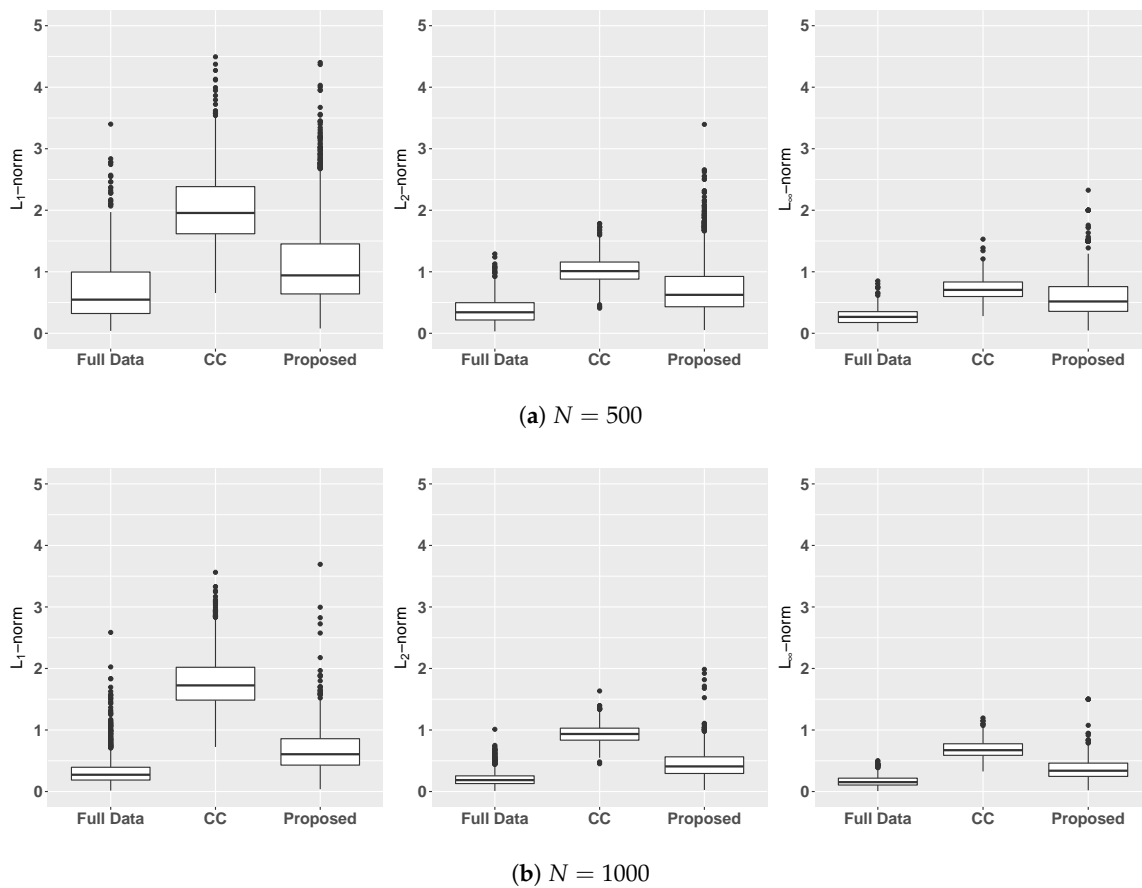 5
4
3
2
1
0
L₁−norm
Full Data CC Proposed
5
4
3
2
1
0
L₂−norm
Full Data CC Proposed
5
4
3
2
1
0
L∞−norm
Full Data CC Proposed
(a) N = 500
5
4
3
2
1
0
L₁−norm
Full Data CC Proposed
5
4
3
2
1
0
L₂−norm
Full Data CC Proposed
5
4
3
2
1
0
L∞−norm
Full Data CC Proposed
(b) N = 1000